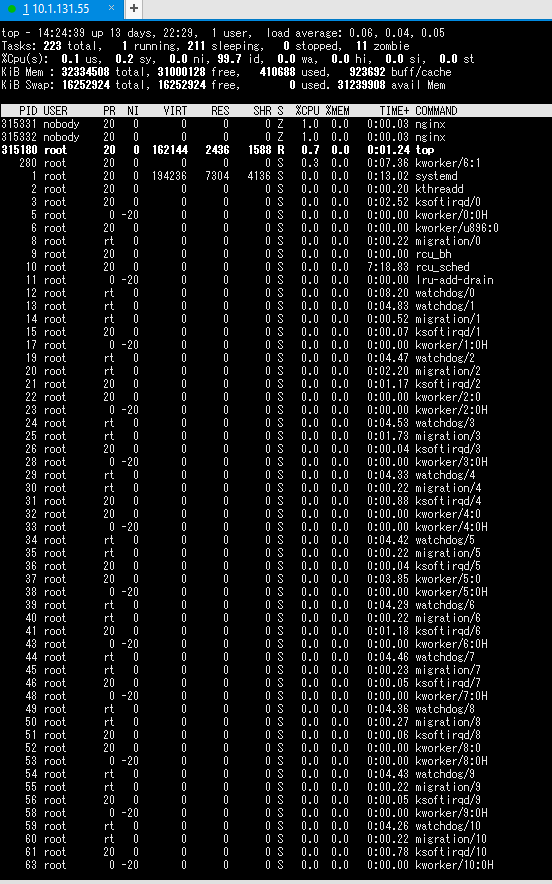 1 10.1.131.55 × +
top - 14:24:39 up 13 days, 22:29,  1 user,  load average: 0.06, 0.04, 0.05
Tasks: 223 total,   1 running, 211 sleeping,   0 stopped,  11 zombie
%Cpu(s):  0.1 us,  0.2 sy,  0.0 ni, 99.7 id,  0.0 wa,  0.0 hi,  0.0 si,  0.0 st
KiB Mem : 32334508 total, 31000128 free,   410688 used,   923692 buff/cache
KiB Swap: 16252924 total, 16252924 free,        0 used. 31239908 avail Mem
PID USER PR NI VIRT RES SHR S %CPU %MEM TIME+ COMMAND
315331 nobody 20 0 0 0 0 Z 1.0 0.0 0:00.03 nginx
315332 nobody 20 0 0 0 0 Z 1.0 0.0 0:00.03 nginx
315180 root 20 0 162144 2436 1588 R 0.7 0.0 0:01.24 top
280 root 20 0 0 0 0 S 0.3 0.0 0:07.36 kworker/6:1
1 root 20 0 194236 7304 4136 S 0.0 0.0 0:13.02 systemd
2 root 20 0 0 0 0 S 0.0 0.0 0:00.20 kthreadd
3 root 20 0 0 0 0 S 0.0 0.0 0:02.52 ksoftirqd/0
5 root 0 -20 0 0 0 S 0.0 0.0 0:00.00 kworker/0:0H
6 root 20 0 0 0 0 S 0.0 0.0 0:00.00 kworker/u896:0
8 root rt 0 0 0 0 S 0.0 0.0 0:00.22 migration/0
9 root 20 0 0 0 0 S 0.0 0.0 0:00.00 rcu_bh
10 root 20 0 0 0 0 S 0.0 0.0 7:18.83 rcu_sched
11 root 0 -20 0 0 0 S 0.0 0.0 0:00.00 lru-add-drain
12 root rt 0 0 0 0 S 0.0 0.0 0:08.20 watchdog/0
13 root rt 0 0 0 0 S 0.0 0.0 0:04.83 watchdog/1
14 root rt 0 0 0 0 S 0.0 0.0 0:00.52 migration/1
15 root 20 0 0 0 0 S 0.0 0.0 0:00.07 ksoftirqd/1
17 root 0 -20 0 0 0 S 0.0 0.0 0:00.00 kworker/1:0H
19 root rt 0 0 0 0 S 0.0 0.0 0:04.47 watchdog/2
20 root rt 0 0 0 0 S 0.0 0.0 0:02.20 migration/2
21 root 20 0 0 0 0 S 0.0 0.0 0:01.17 ksoftirqd/2
22 root 20 0 0 0 0 S 0.0 0.0 0:00.00 kworker/2:0
23 root 0 -20 0 0 0 S 0.0 0.0 0:00.00 kworker/2:0H
24 root rt 0 0 0 0 S 0.0 0.0 0:04.53 watchdog/3
25 root rt 0 0 0 0 S 0.0 0.0 0:01.73 migration/3
26 root 20 0 0 0 0 S 0.0 0.0 0:00.04 ksoftirqd/3
28 root 0 -20 0 0 0 S 0.0 0.0 0:00.00 kworker/3:0H
29 root rt 0 0 0 0 S 0.0 0.0 0:04.33 watchdog/4
30 root rt 0 0 0 0 S 0.0 0.0 0:00.22 migration/4
31 root 20 0 0 0 0 S 0.0 0.0 0:00.88 ksoftirqd/4
32 root 20 0 0 0 0 S 0.0 0.0 0:00.00 kworker/4:0
33 root 0 -20 0 0 0 S 0.0 0.0 0:00.00 kworker/4:0H
34 root rt 0 0 0 0 S 0.0 0.0 0:04.42 watchdog/5
35 root rt 0 0 0 0 S 0.0 0.0 0:00.22 migration/5
36 root 20 0 0 0 0 S 0.0 0.0 0:00.04 ksoftirqd/5
37 root 20 0 0 0 0 S 0.0 0.0 0:03.85 kworker/5:0
38 root 0 -20 0 0 0 S 0.0 0.0 0:00.00 kworker/5:0H
39 root rt 0 0 0 0 S 0.0 0.0 0:04.29 watchdog/6
40 root rt 0 0 0 0 S 0.0 0.0 0:00.22 migration/6
41 root 20 0 0 0 0 S 0.0 0.0 0:01.18 ksoftirqd/6
43 root 0 -20 0 0 0 S 0.0 0.0 0:00.00 kworker/6:0H
44 root rt 0 0 0 0 S 0.0 0.0 0:04.46 watchdog/7
45 root rt 0 0 0 0 S 0.0 0.0 0:00.23 migration/7
46 root 20 0 0 0 0 S 0.0 0.0 0:00.05 ksoftirqd/7
48 root 0 -20 0 0 0 S 0.0 0.0 0:00.00 kworker/7:0H
49 root rt 0 0 0 0 S 0.0 0.0 0:04.36 watchdog/8
50 root rt 0 0 0 0 S 0.0 0.0 0:00.27 migration/8
51 root 20 0 0 0 0 S 0.0 0.0 0:00.06 ksoftirqd/8
52 root 20 0 0 0 0 S 0.0 0.0 0:00.00 kworker/8:0
53 root 0 -20 0 0 0 S 0.0 0.0 0:00.00 kworker/8:0H
54 root rt 0 0 0 0 S 0.0 0.0 0:04.43 watchdog/9
55 root rt 0 0 0 0 S 0.0 0.0 0:00.22 migration/9
56 root 20 0 0 0 0 S 0.0 0.0 0:00.05 ksoftirqd/9
58 root 0 -20 0 0 0 S 0.0 0.0 0:00.00 kworker/9:0H
59 root rt 0 0 0 0 S 0.0 0.0 0:04.26 watchdog/10
60 root rt 0 0 0 0 S 0.0 0.0 0:00.22 migration/10
61 root 20 0 0 0 0 S 0.0 0.0 0:00.78 ksoftirqd/10
63 root 0 -20 0 0 0 S 0.0 0.0 0:00.00 kworker/10:0H